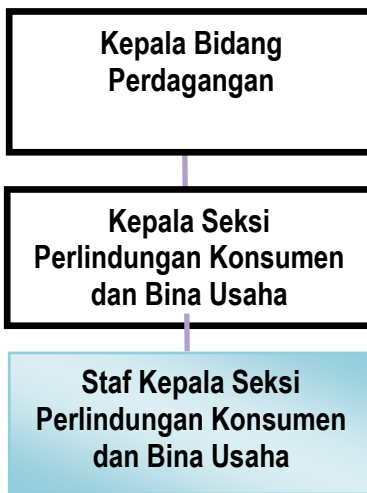 Kepala Bidang
Perdagangan
Kepala Seksi
Perlindungan Konsumen
dan Bina Usaha
Staf Kepala Seksi
Perlindungan Konsumen
dan Bina Usaha